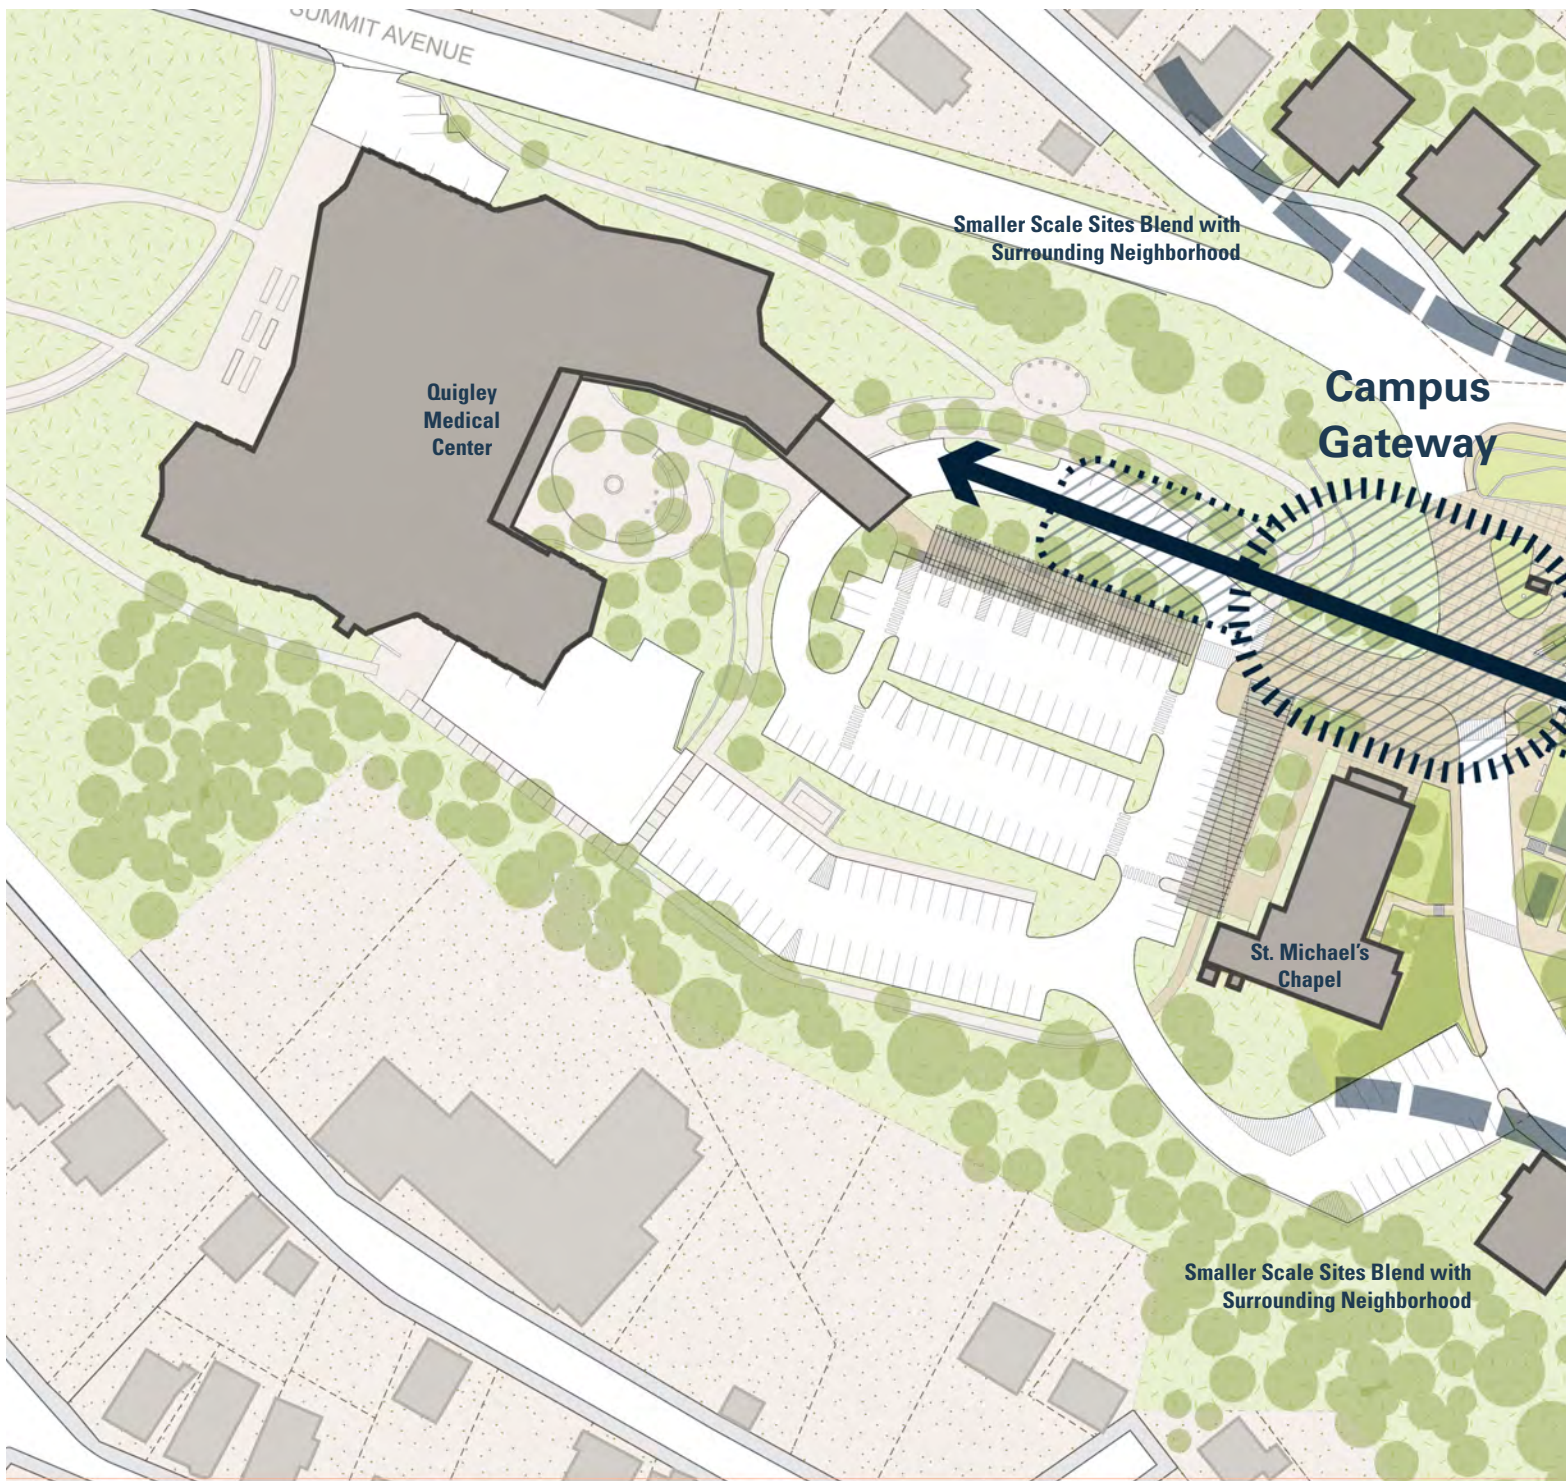 SUMMIT AVENUE
Smaller Scale Sites Blend with
Surrounding Neighborhood
Campus
Gateway
Quigley
Medical
Center
St. Michael's
Chapel
Smaller Scale Sites Blend with
Surrounding Neighborhood